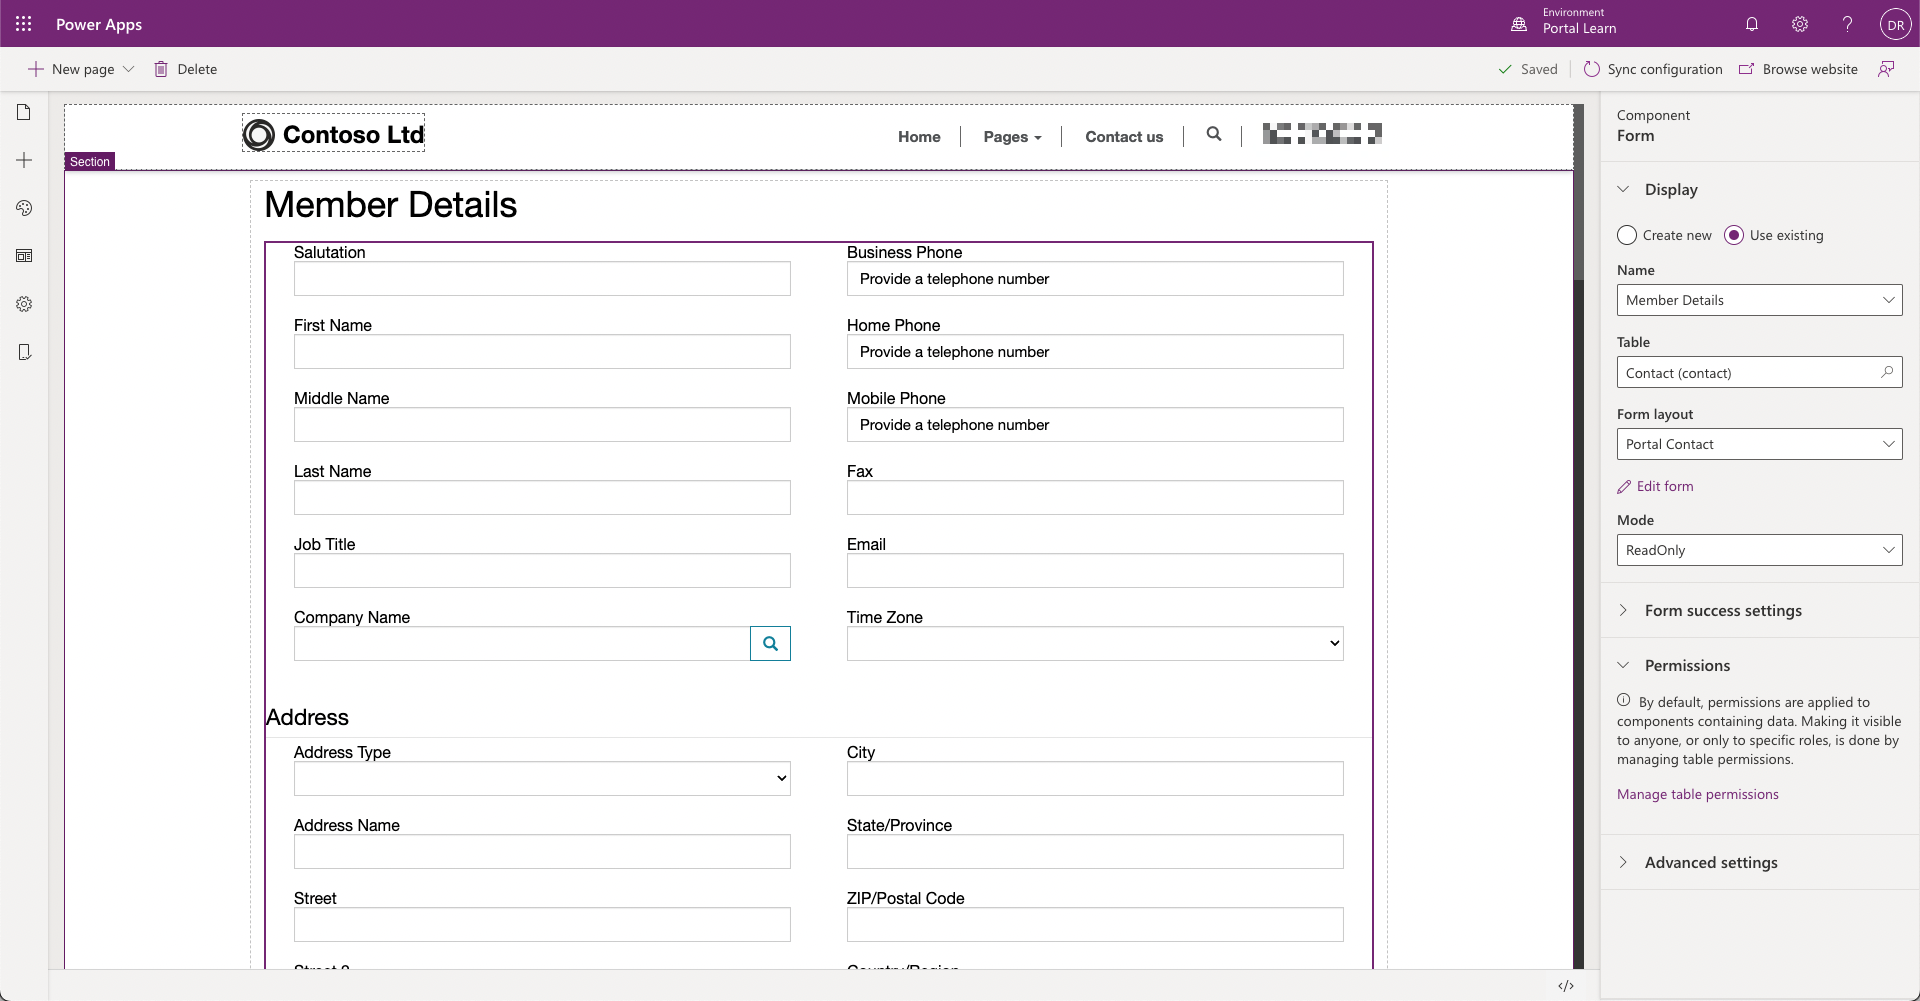 Power Apps
Environment
Portal Learn
DR
New page
Delete
Saved
Sync configuration
Browse website
Contoso Ltd
Home
Pages
Contact us
Section
Member Details
Salutation
Business Phone
Provide a telephone number
First Name
Home Phone
Provide a telephone number
Middle Name
Mobile Phone
Provide a telephone number
Last Name
Fax
Job Title
Email
Company Name
Time Zone
Address
Address Type
City
Address Name
State/Province
Street
ZIP/Postal Code
Street 2
Country/Region
</>
Component
Form
Display
Create new
Use existing
Name
Member Details
Table
Contact (contact)
Form layout
Portal Contact
Edit form
Mode
ReadOnly
Form success settings
Permissions
By default, permissions are applied to
components containing data. Making it visible
to anyone, or only to specific roles, is done by
managing table permissions.
Manage table permissions
Advanced settings